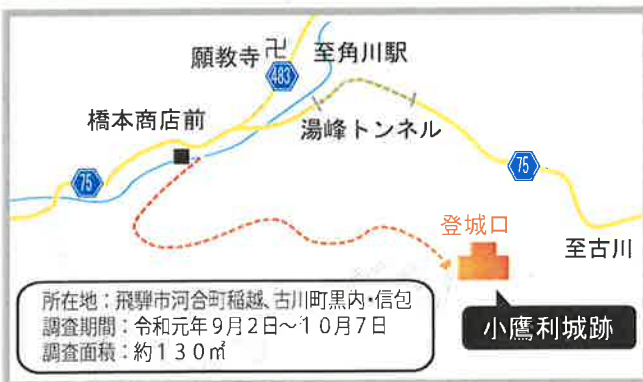 願教寺
483
至角川駅
橋本商店前
湯峰トンネル
75
75
登城口
至古川
小鷹利城跡
所在地：飛騨市河合町稲越、古川町黒内・信包
調査期間：令和元年9月2日～10月7日
調査面積：約130㎡